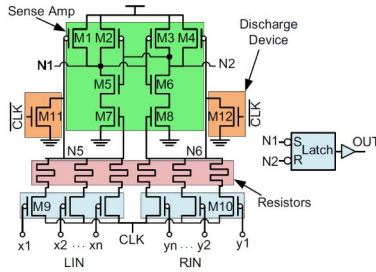 Sense Amp
Discharge
Device
M1 M2 M3 M4
N1 N2
M5 M6
CLK M11 M7 M8 M12 CLK
N5 N6
N1 S Latch OUT
N2 R
Resistors
M9 M10
x1 x2 ... xn CLK yn ... y2 y1
LIN RIN